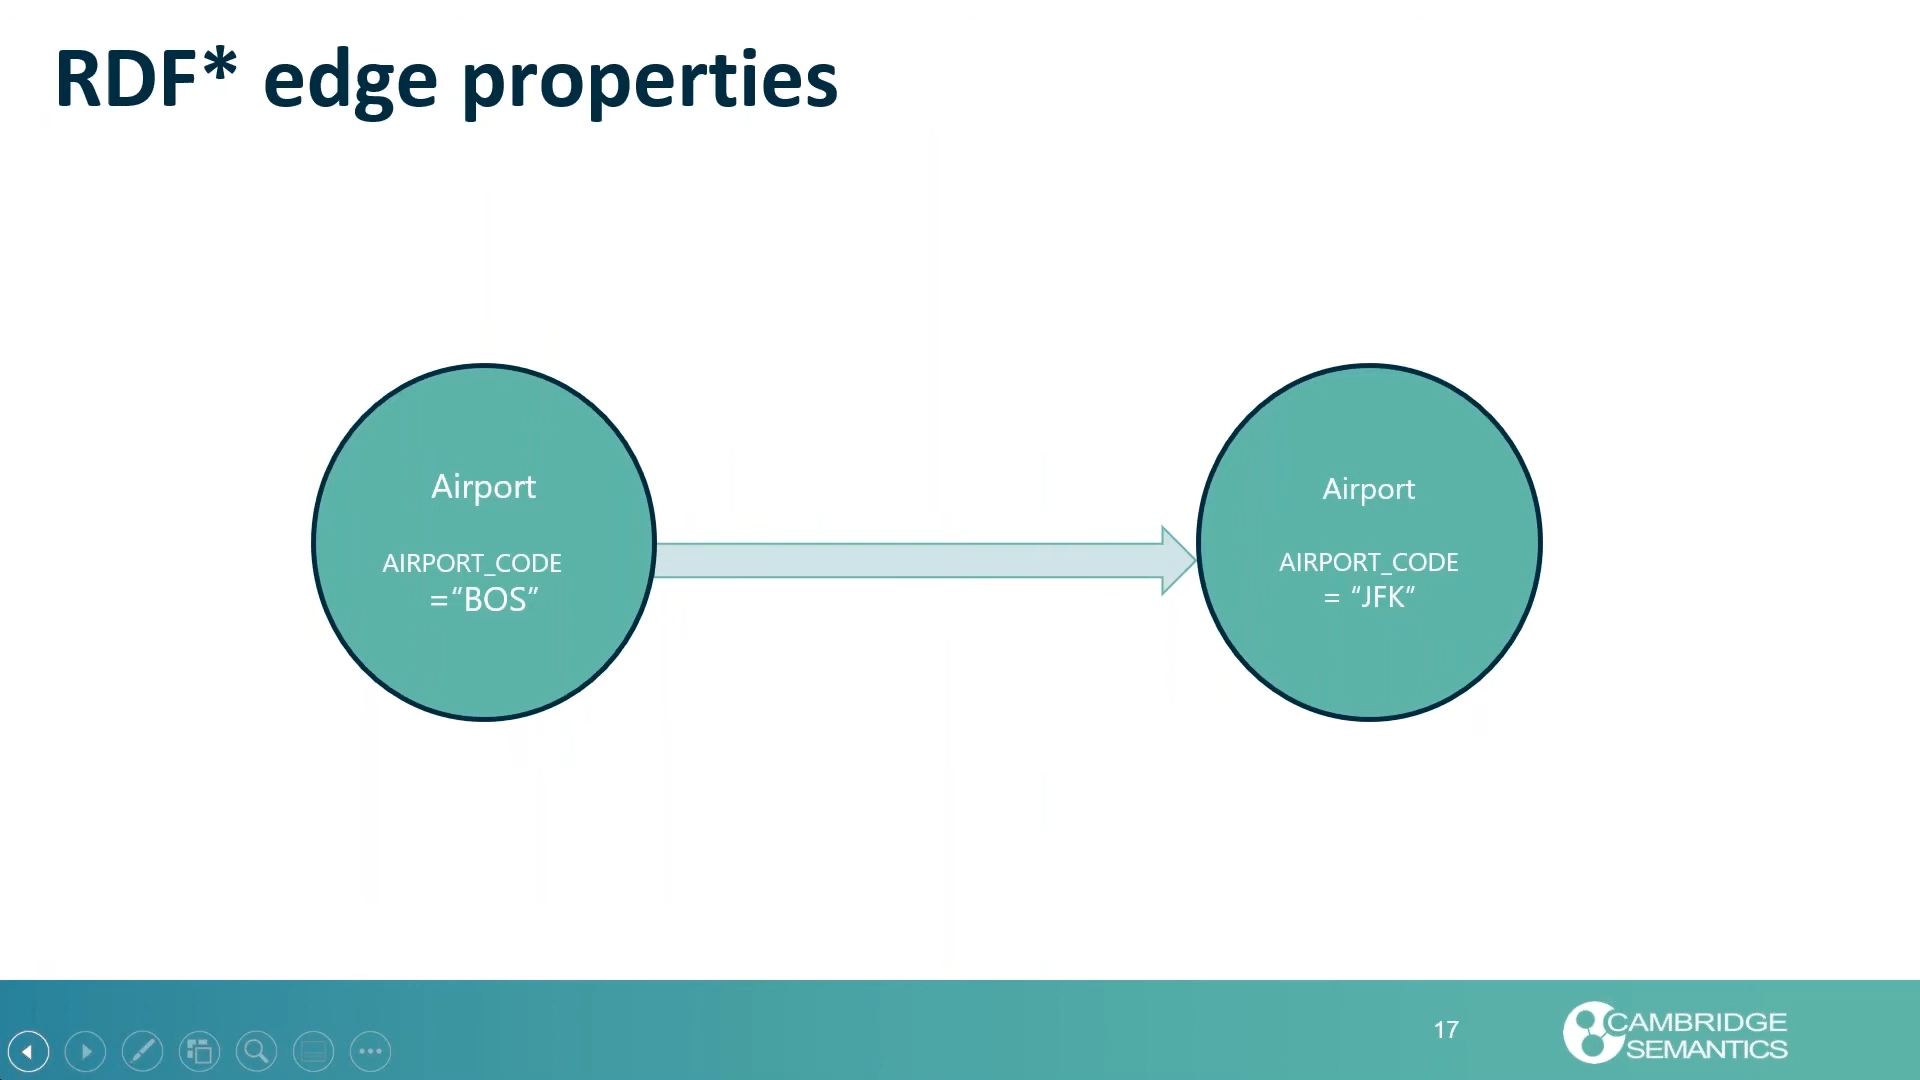 RDF* edge properties
Airport
AIRPORT_CODE
=“BOS”
Airport
AIRPORT_CODE
= “JFK”
17
CAMBRIDGE
SEMANTICS